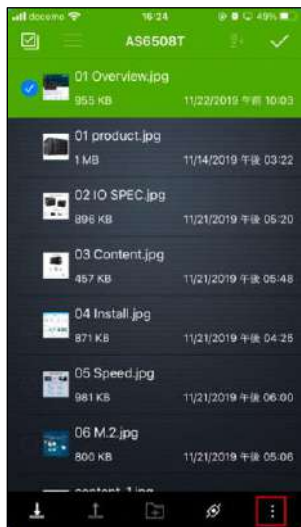 docomo 16:24 49%
AS6508T
01 Overview.jpg
955 KB 11/22/2019 午前 10:03
01 product.jpg
1 MB 11/14/2019 午後 03:22
02 IO SPEC.jpg
896 KB 11/21/2019 午後 05:20
03 Content.jpg
457 KB 11/21/2019 午後 05:48
04 Install.jpg
871 KB 11/21/2019 午後 04:25
05 Speed.jpg
981 KB 11/21/2019 午後 06:00
06 M.2.jpg
800 KB 11/21/2019 午後 05:06
content_1.jpg